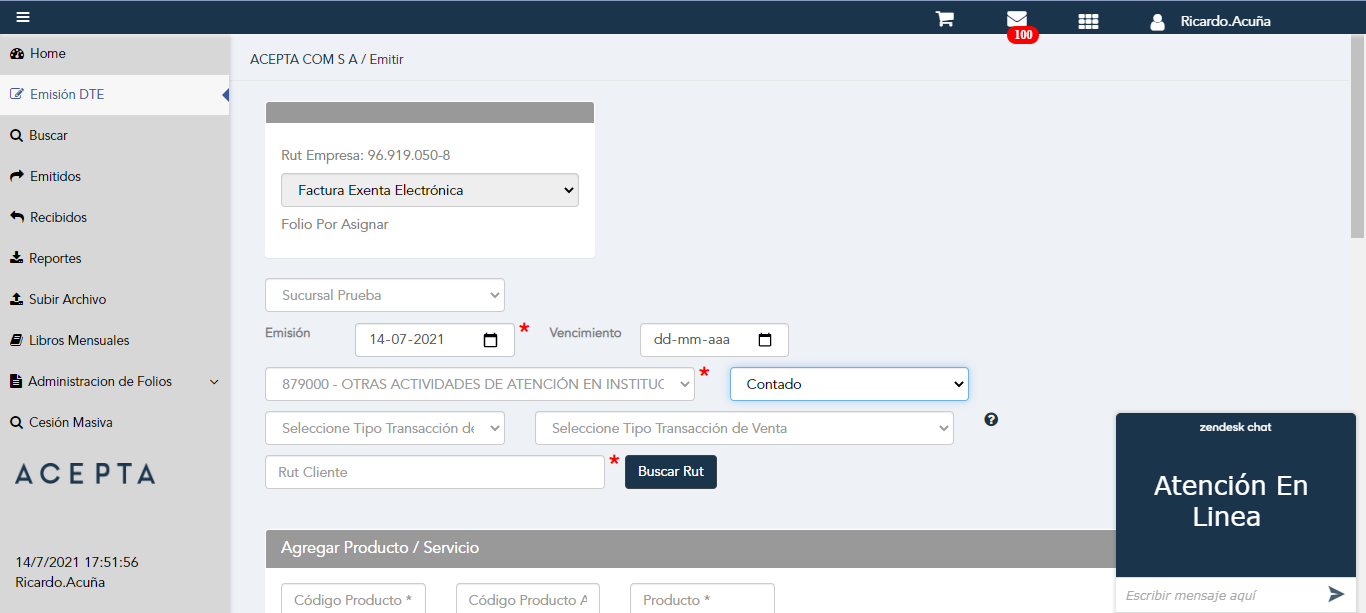 100
Ricardo.Acuña
Home
Emisión DTE
Buscar
Emitidos
Recibidos
Reportes
Subir Archivo
Libros Mensuales
Administracion de Folios
Cesión Masiva
ACEPTA
14/7/2021 17:51:56
Ricardo.Acuña
ACEPTA COM S A / Emitir
Rut Empresa: 96.919.050-8
Factura Exenta Electrónica
Folio Por Asignar
Sucursal Prueba
Emisión 14-07-2021 * Vencimiento dd-mm-aaa
879000 - OTRAS ACTIVIDADES DE ATENCIÓN EN INSTITUC * Contado
Seleccione Tipo Transacción de Seleccione Tipo Transacción de Venta ?
Rut Cliente * Buscar Rut
Agregar Producto / Servicio
Código Producto * Código Producto A Producto *
zendesk chat
Atención En
Linea
Escribir mensaje aquí